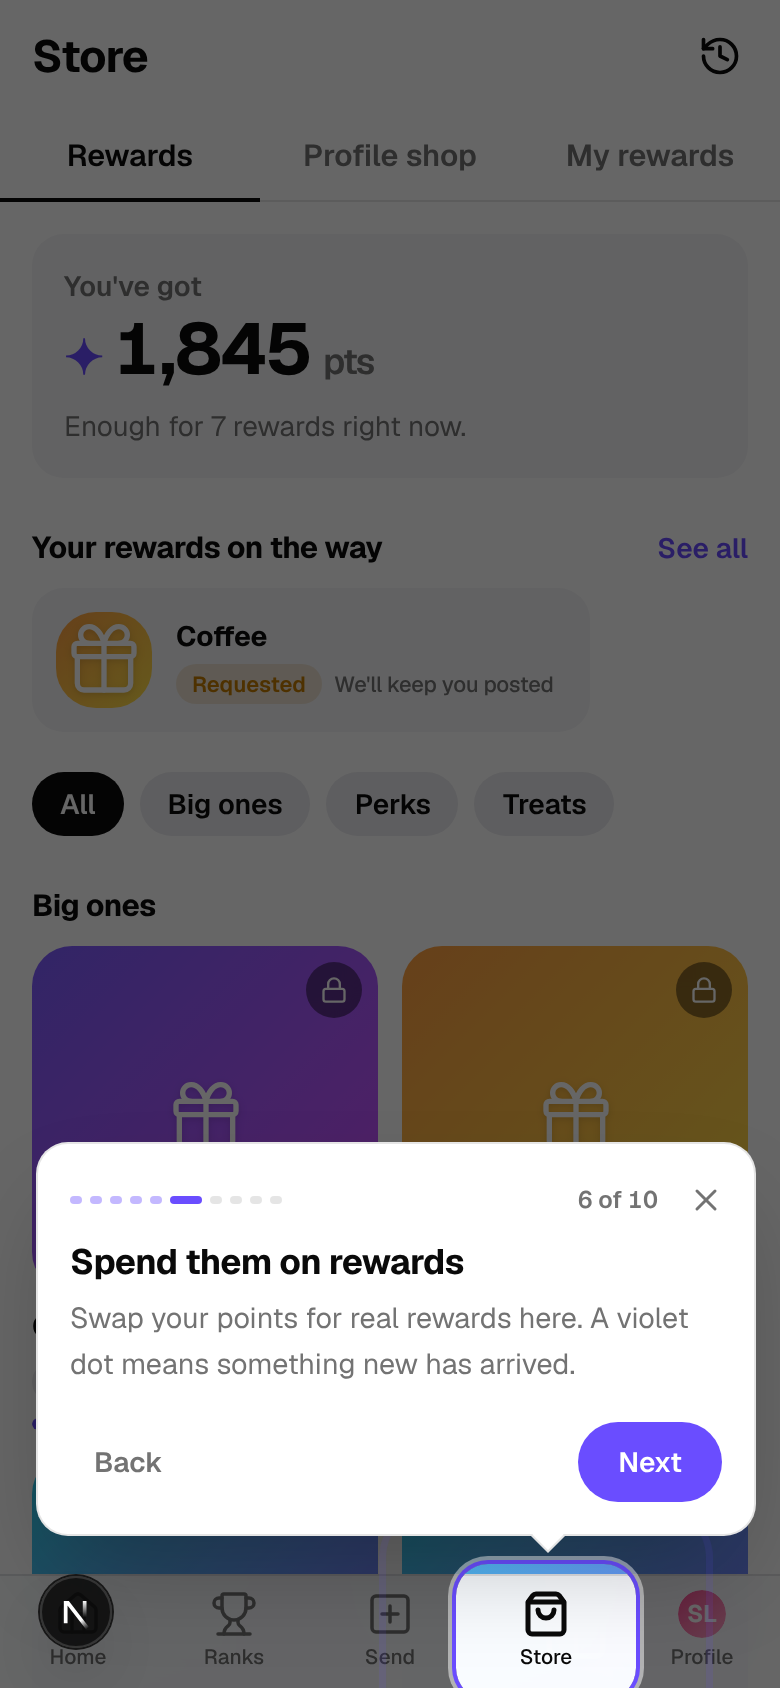 Store
Rewards
Profile shop
My rewards
You've got
1,845 pts
Enough for 7 rewards right now.
Your rewards on the way
See all
Coffee
Requested
We'll keep you posted
All
Big ones
Perks
Treats
Big ones
6 of 10
Spend them on rewards
Swap your points for real rewards here. A violet
dot means something new has arrived.
Back
Next
N
SL
Home
Ranks
Send
Store
Profile